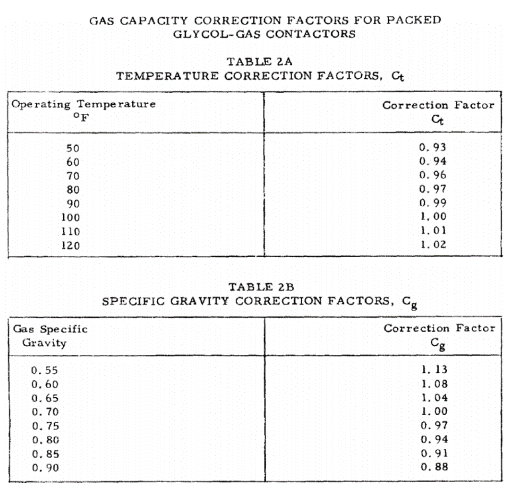 GAS CAPACITY CORRECTION FACTORS FOR PACKED
GLYCOL-GAS CONTACTORS
TABLE 2A
TEMPERATURE CORRECTION FACTORS, Ct
Operating Temperature Correction Factor
°F Ct
50 0.93
60 0.94
70 0.96
80 0.97
90 0.99
100 1.00
110 1.01
120 1.02
TABLE 2B
SPECIFIC GRAVITY CORRECTION FACTORS, Cg
Gas Specific Correction Factor
Gravity Cg
0.55 1.13
0.60 1.08
0.65 1.04
0.70 1.00
0.75 0.97
0.80 0.94
0.85 0.91
0.90 0.88